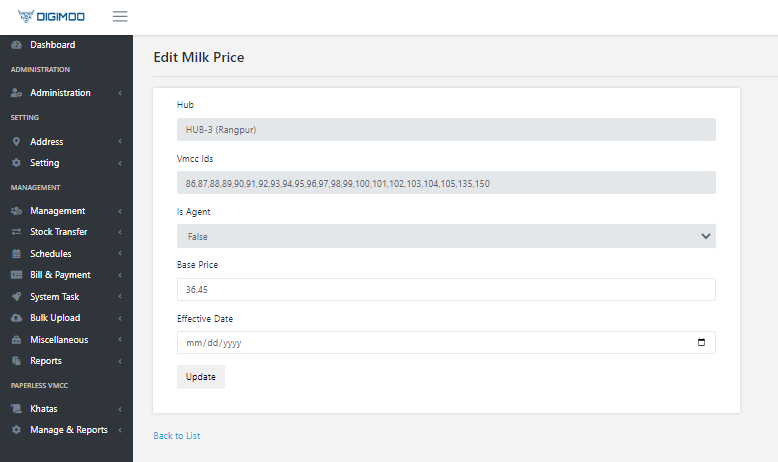 DIGIMOO
Dashboard
ADMINISTRATION
Administration
SETTING
Address
Setting
MANAGEMENT
Management
Stock Transfer
Schedules
Bill & Payment
System Task
Bulk Upload
Miscellaneous
Reports
PAPERLESS VMCC
Khatas
Manage & Reports
Edit Milk Price
Hub
HUB-3 (Rangpur)
Vmcc Ids
86,87,88,89,90,91,92,93,94,95,96,97,98,99,100,101,102,103,104,105,135,150
Is Agent
False
Base Price
36.45
Effective Date
mm/dd/yyyy
Update
Back to List